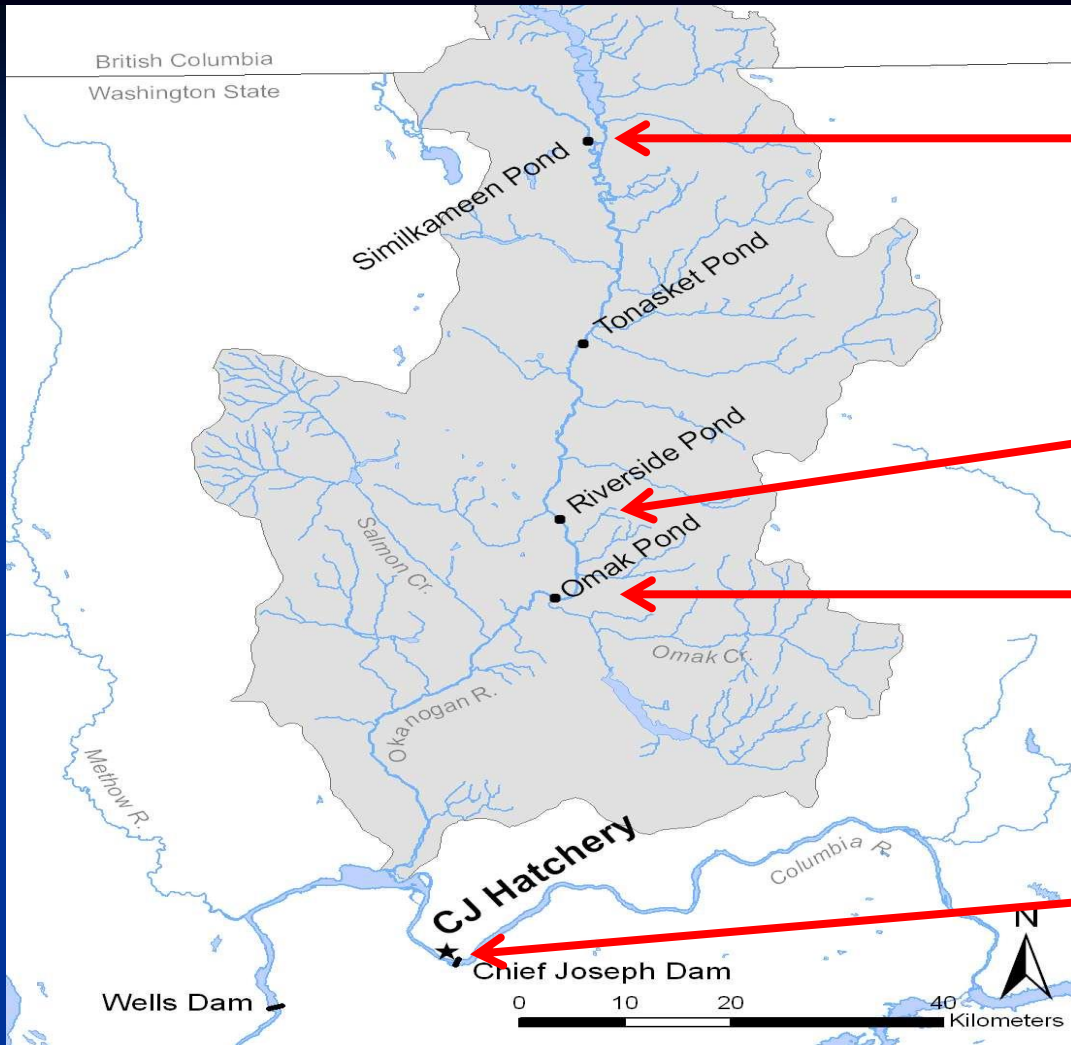 British Columbia
Washington State
Similkameen Pond
Tonasket Pond
Riverside Pond
Omak Pond
Salmon Cr.
Omak Cr.
Okanogan R.
Methow R.
CJ Hatchery
Columbia R.
N
Chief Joseph Dam
Wells Dam
0 10 20 40
Kilometers